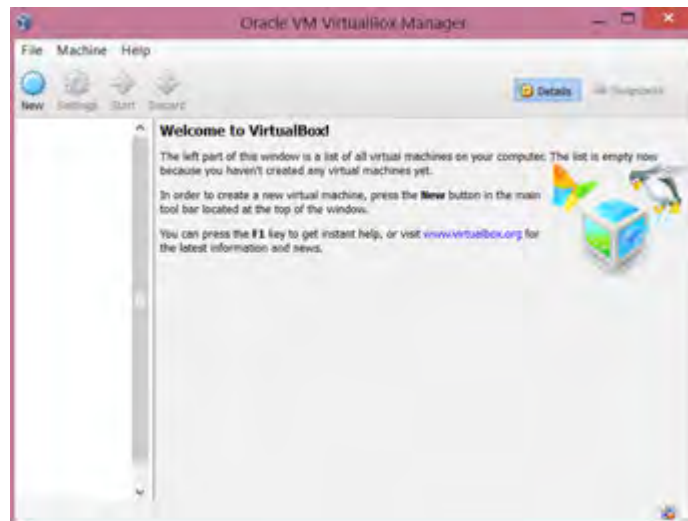 Oracle VM VirtualBox Manager
File Machine Help
New Settings Start Discard
Details Snapshots
Welcome to VirtualBox!
The left part of this window is a list of all virtual machines on your computer. The list is empty now
because you haven't created any virtual machines yet.
In order to create a new virtual machine, press the New button in the main
tool bar located at the top of the window.
You can press the F1 key to get instant help, or visit www.virtualbox.org for
the latest information and news.